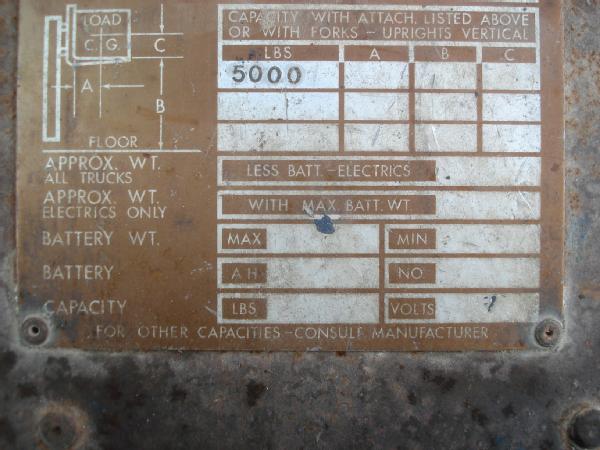 CAPACITY WITH ATTACH. LISTED ABOVE
OR WITH FORKS - UPRIGHTS VERTICAL
LBS A B C
5000
LOAD
C.G.
C
A
B
FLOOR
APPROX. WT.
ALL TRUCKS
LESS BATT.-ELECTRICS
APPROX. WT.
ELECTRICS ONLY
WITH MAX. BATT. WT.
BATTERY WT. MAX MIN
BATTERY A H NO.
CAPACITY LBS VOLTS
FOR OTHER CAPACITIES-CONSULT MANUFACTURER